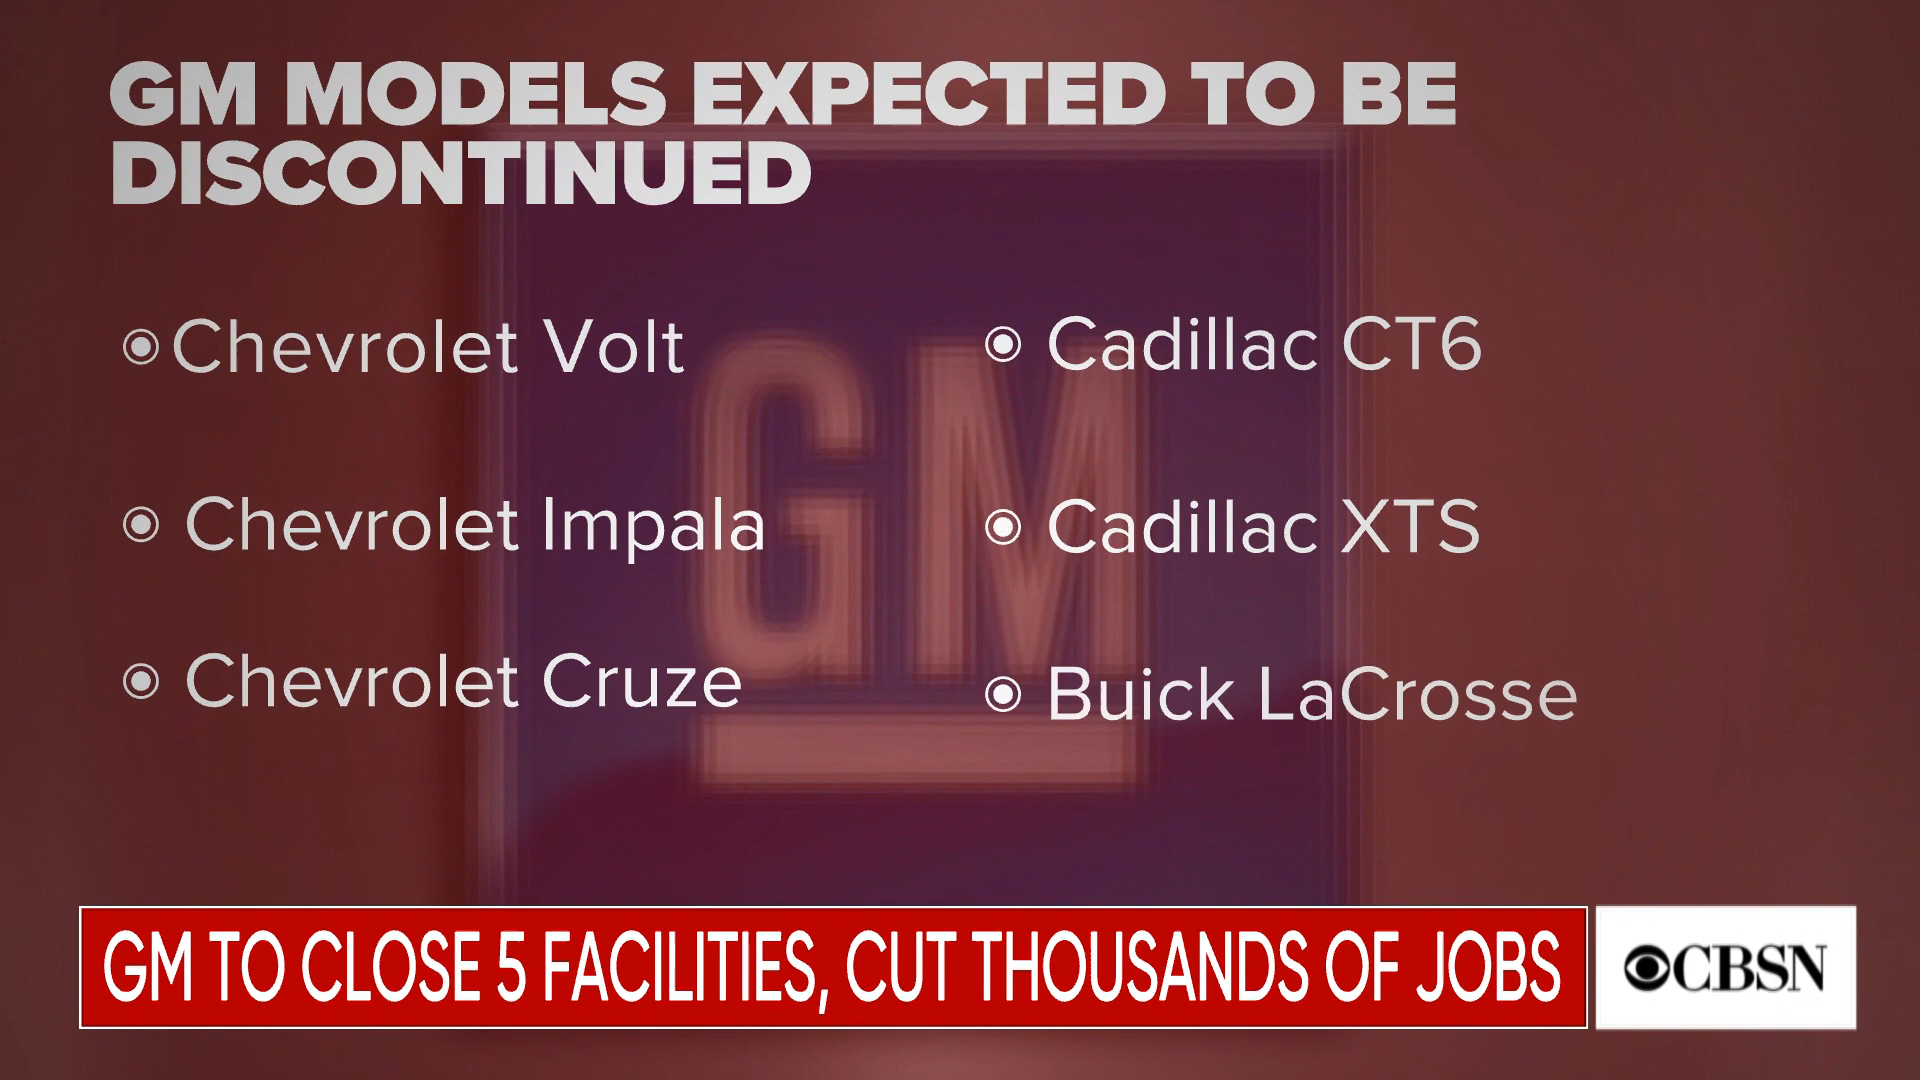 GM MODELS EXPECTED TO BE
DISCONTINUED
Chevrolet Volt
Chevrolet Impala
Chevrolet Cruze
Cadillac CT6
Cadillac XTS
Buick LaCrosse
GM
GM TO CLOSE 5 FACILITIES, CUT THOUSANDS OF JOBS
CBSN